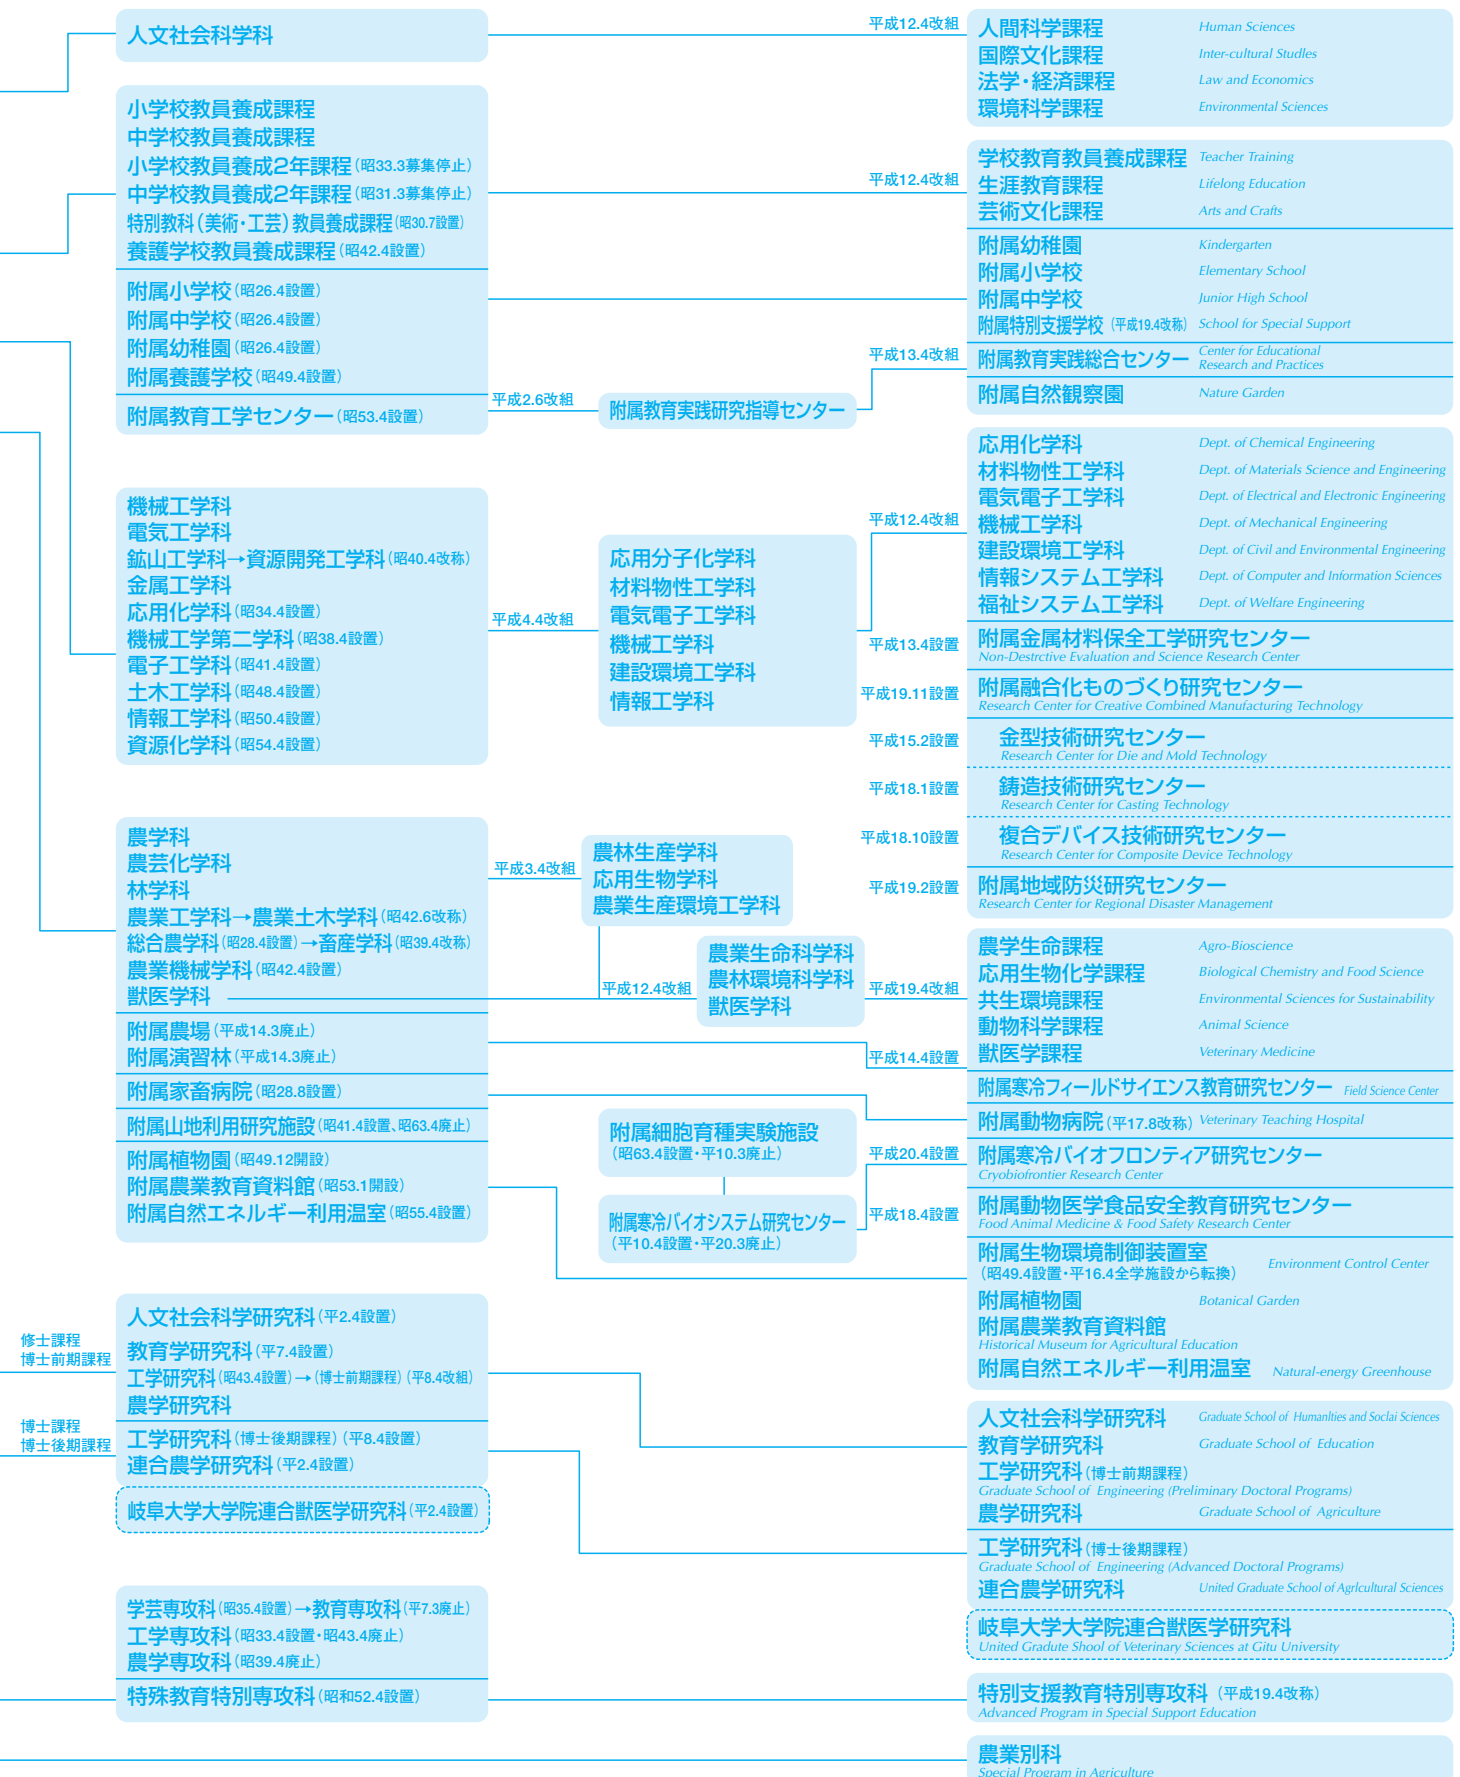 人文社会科学科
平成12.4改組
人間科学課程 Human Sciences
国際文化課程 Inter-cultural Studies
法学・経済課程 Law and Economics
環境科学課程 Environmental Sciences
小学校教員養成課程
中学校教員養成課程
小学校教員養成2年課程（昭33.3募集停止）
中学校教員養成2年課程（昭31.3募集停止）
特別教科（美術・工芸）教員養成課程（昭30.7設置）
養護学校教員養成課程（昭42.4設置）
附属小学校（昭26.4設置）
附属中学校（昭26.4設置）
附属幼稚園（昭26.4設置）
附属養護学校（昭49.4設置）
附属教育工学センター（昭53.4設置）
平成2.6改組
附属教育実践研究指導センター
平成12.4改組
平成13.4改組
学校教育教員養成課程 Teacher Training
生涯教育課程 Lifelong Education
芸術文化課程 Arts and Crafts
附属幼稚園 Kindergarten
附属小学校 Elementary School
附属中学校 Junior High School
附属特別支援学校（平成19.4改称） School for Special Support
附属教育実践総合センター Center for Educational
Research and Practices
附属自然観察園 Nature Garden
機械工学科
電気工学科
鉱山工学科→資源開発工学科（昭40.4改称）
金属工学科
応用化学科（昭34.4設置）
機械工学第二学科（昭38.4設置）
電子工学科（昭41.4設置）
土木工学科（昭48.4設置）
情報工学科（昭50.4設置）
資源化学科（昭54.4設置）
平成4.4改組
応用分子化学科
材料物性工学科
電気電子工学科
機械工学科
建設環境工学科
情報工学科
平成12.4改組
応用化学科 Dept. of Chemical Engineering
材料物性工学科 Dept. of Materials Science and Engineering
電気電子工学科 Dept. of Electrical and Electronic Engineering
機械工学科 Dept. of Mechanical Engineering
建設環境工学科 Dept. of Civil and Environmental Engineering
情報システム工学科 Dept. of Computer and Information Sciences
福祉システム工学科 Dept. of Welfare Engineering
平成13.4設置 附属金属材料保全工学研究センター
Non-Destrctive Evaluation and Science Research Center
平成19.11設置 附属融合化ものづくり研究センター
Research Center for Creative Combined Manufacturing Technology
平成15.2設置 金型技術研究センター
Research Center for Die and Mold Technology
平成18.1設置 鋳造技術研究センター
Research Center for Casting Technology
平成18.10設置 複合デバイス技術研究センター
Research Center for Composite Device Technology
平成19.2設置 附属地域防災研究センター
Research Center for Regional Disaster Management
農学科
農芸化学科
林学科
農業工学科→農業土木学科（昭42.6改称）
総合農学科（昭28.4設置）→畜産学科（昭39.4改称）
農業機械学科（昭42.4設置）
獣医学科
附属農場（平成14.3廃止）
附属演習林（平成14.3廃止）
附属家畜病院（昭28.8設置）
附属山地利用研究施設（昭41.4設置、昭63.4廃止）
附属植物園（昭49.12開設）
附属農業教育資料館（昭53.1開設）
附属自然エネルギー利用温室（昭55.4設置）
平成3.4改組
農林生産学科
応用生物学科
農業生産環境工学科
平成12.4改組
農業生命科学科
農林環境科学科
獣医学科
平成19.4改組
平成14.4設置
附属細胞育種実験施設
（昭63.4設置・平10.3廃止）
附属寒冷バイオシステム研究センター
（平10.4設置・平20.3廃止）
平成20.4設置
平成18.4設置
農学生命課程 Agro-Bioscience
応用生物化学課程 Biological Chemistry and Food Science
共生環境課程 Environmental Sciences for Sustainability
動物科学課程 Animal Science
獣医学課程 Veterinary Medicine
附属寒冷フィールドサイエンス教育研究センター Field Science Center
附属動物病院（平17.8改称） Veterinary Teaching Hospital
附属寒冷バイオフロンティア研究センター
Cryobiofrontier Research Center
附属動物医学食品安全教育研究センター
Food Animal Medicine & Food Safety Research Center
附属生物環境制御装置室
（昭49.4設置・平16.4全学施設から転換） Environment Control Center
附属植物園 Botanical Garden
附属農業教育資料館
Historical Museum for Agricultural Education
附属自然エネルギー利用温室 Natural-energy Greenhouse
修士課程
博士前期課程
人文社会科学研究科（平2.4設置）
教育学研究科（平7.4設置）
工学研究科（昭43.4設置）→（博士前期課程）（平8.4改組）
農学研究科
博士課程
博士後期課程
工学研究科（博士後期課程）（平8.4設置）
連合農学研究科（平2.4設置）
岐阜大学大学院連合獣医学研究科（平2.4設置）
人文社会科学研究科 Graduate School of Humanlties and Soclai Sciences
教育学研究科 Graduate School of Education
工学研究科（博士前期課程）
Graduate School of Engineering (Preliminary Doctoral Programs)
農学研究科 Graduate School of Agriculture
工学研究科（博士後期課程）
Graduate School of Engineering (Advanced Doctoral Programs)
連合農学研究科 United Graduate School of Agrlcultural Sciences
岐阜大学大学院連合獣医学研究科
United Gradute Shool of Veterinary Sciences at Gitu University
学芸専攻科（昭35.4設置）→教育専攻科（平7.3廃止）
工学専攻科（昭33.4設置・昭43.4廃止）
農学専攻科（昭39.4廃止）
特殊教育特別専攻科（昭和52.4設置）
特別支援教育特別専攻科（平成19.4改称）
Advanced Program in Special Support Education
農業別科
Special Program in Agriculture